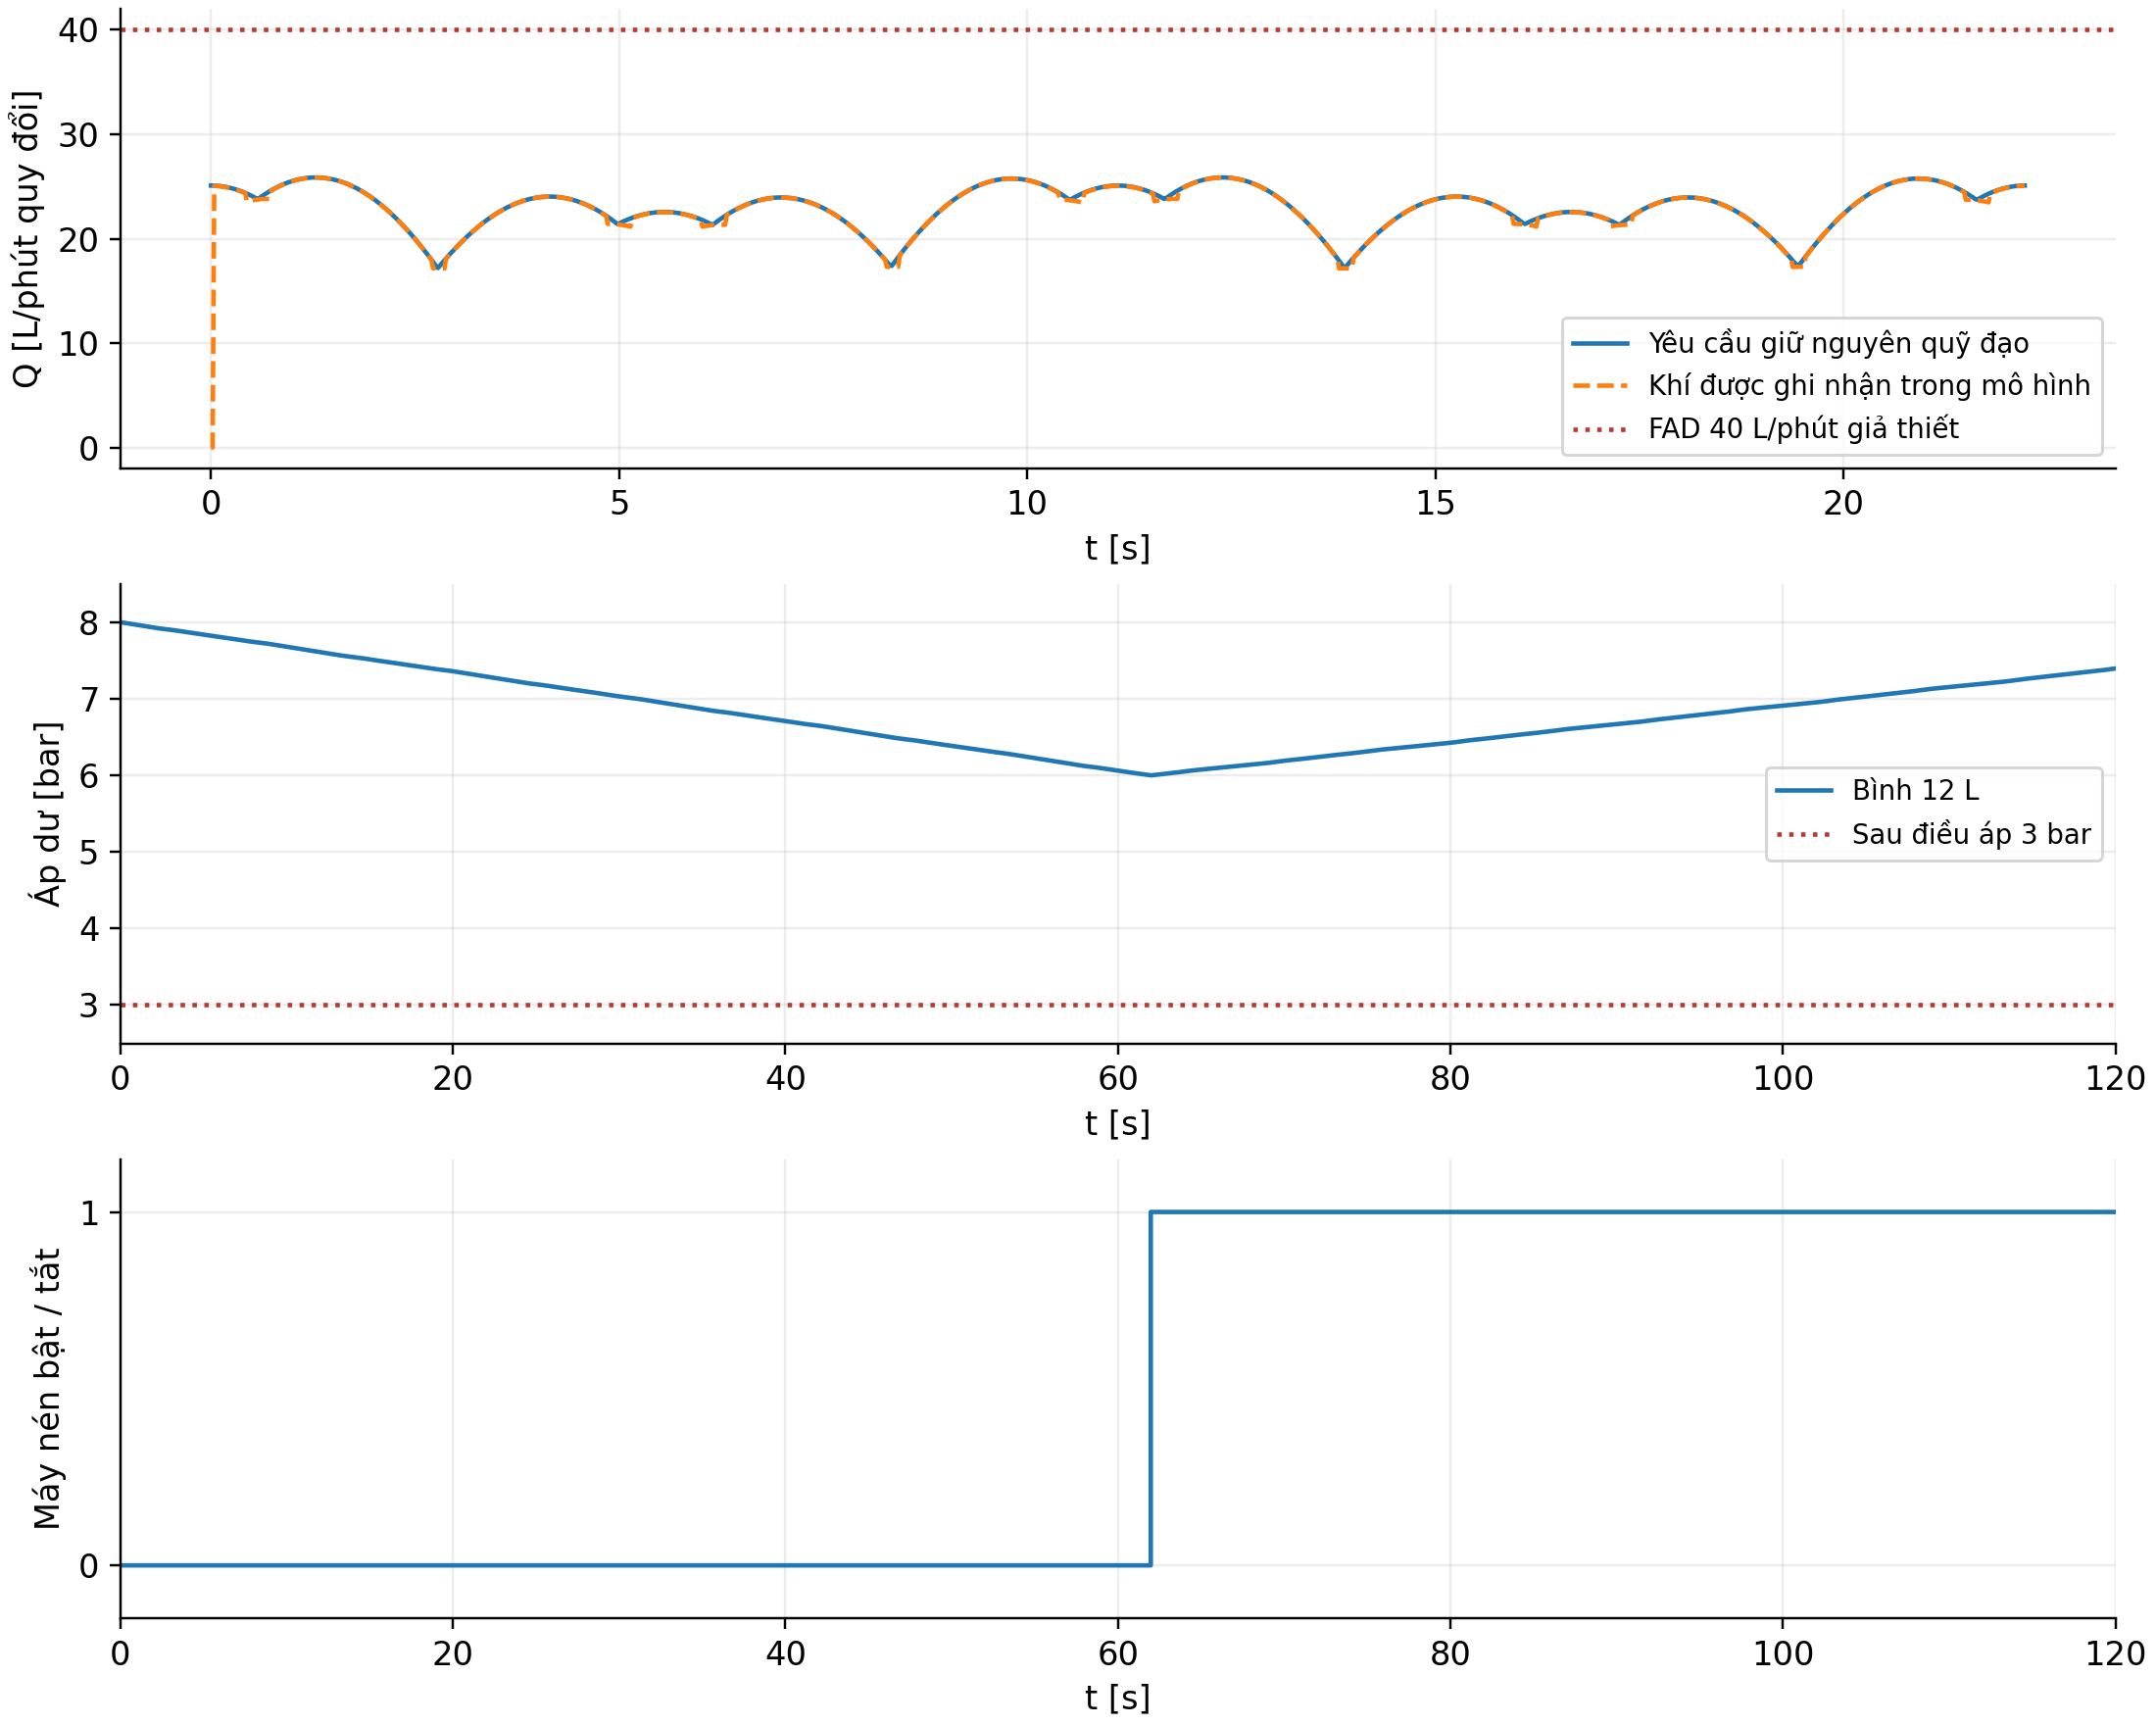 Q [L/phút quy đổi]
40
30
20
10
0
Yêu cầu giữ nguyên quỹ đạo
Khí được ghi nhận trong mô hình
FAD 40 L/phút giả thiết
0 5 10 15 20
t [s]
Áp dư [bar]
8
7
6
5
4
3
Bình 12 L
Sau điều áp 3 bar
0 20 40 60 80 100 120
t [s]
Máy nén bật / tắt
1
0
0 20 40 60 80 100 120
t [s]